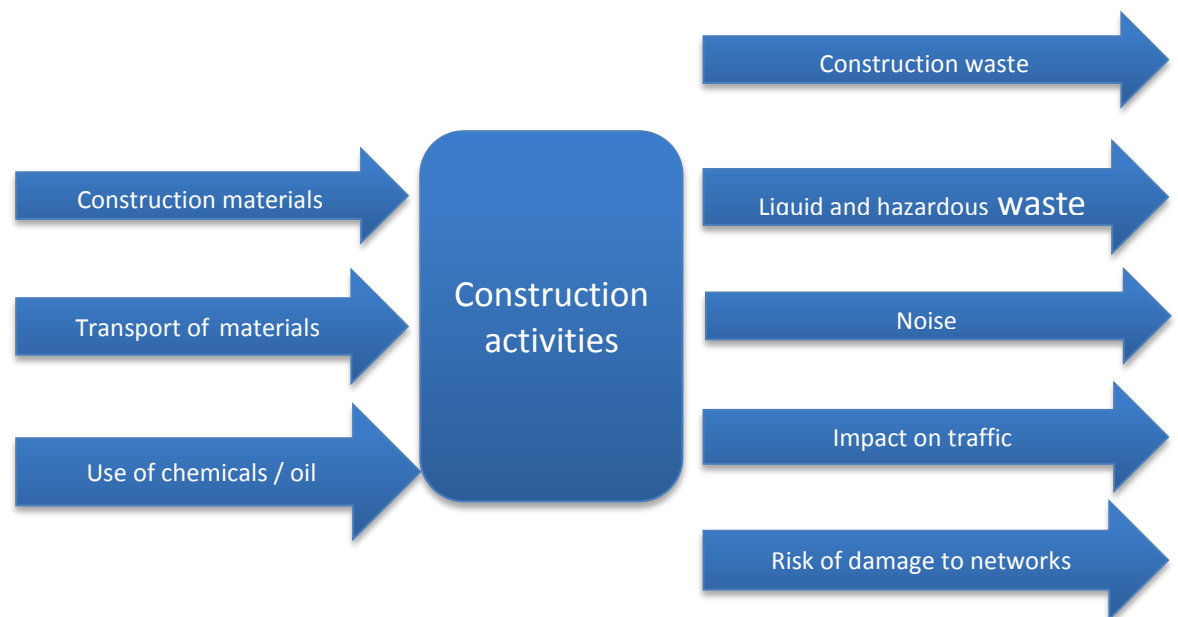 Construction waste
Construction materials
Liquid and hazardous waste
Construction
activities
Transport of materials
Noise
Use of chemicals / oil
Impact on traffic
Risk of damage to networks